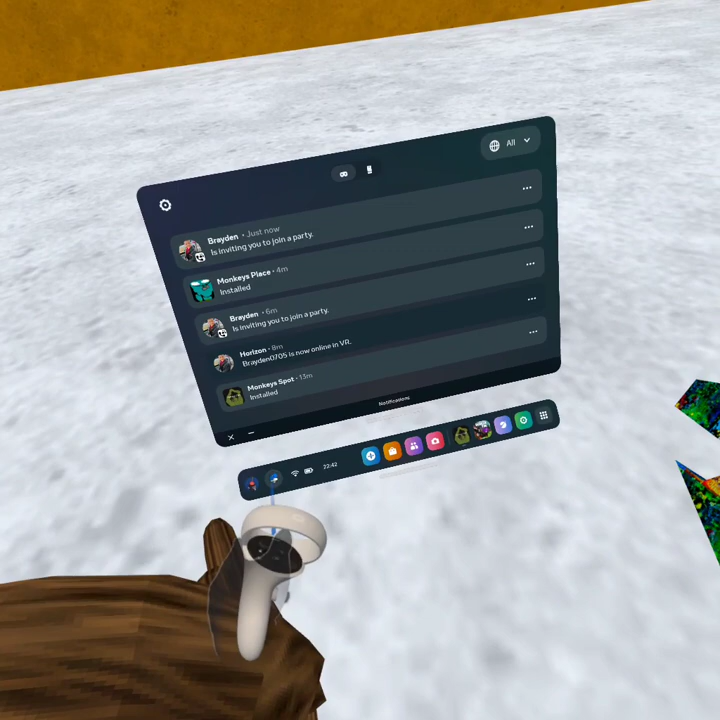 All
Brayden • Just now
Is inviting you to join a party.
Monkeys Place • 4m
Installed
Brayden • 6m
Is inviting you to join a party.
Horizon • 8m
Brayden0705 is now online in VR.
Monkeys Spot • 13m
Installed
Notifications
22:42